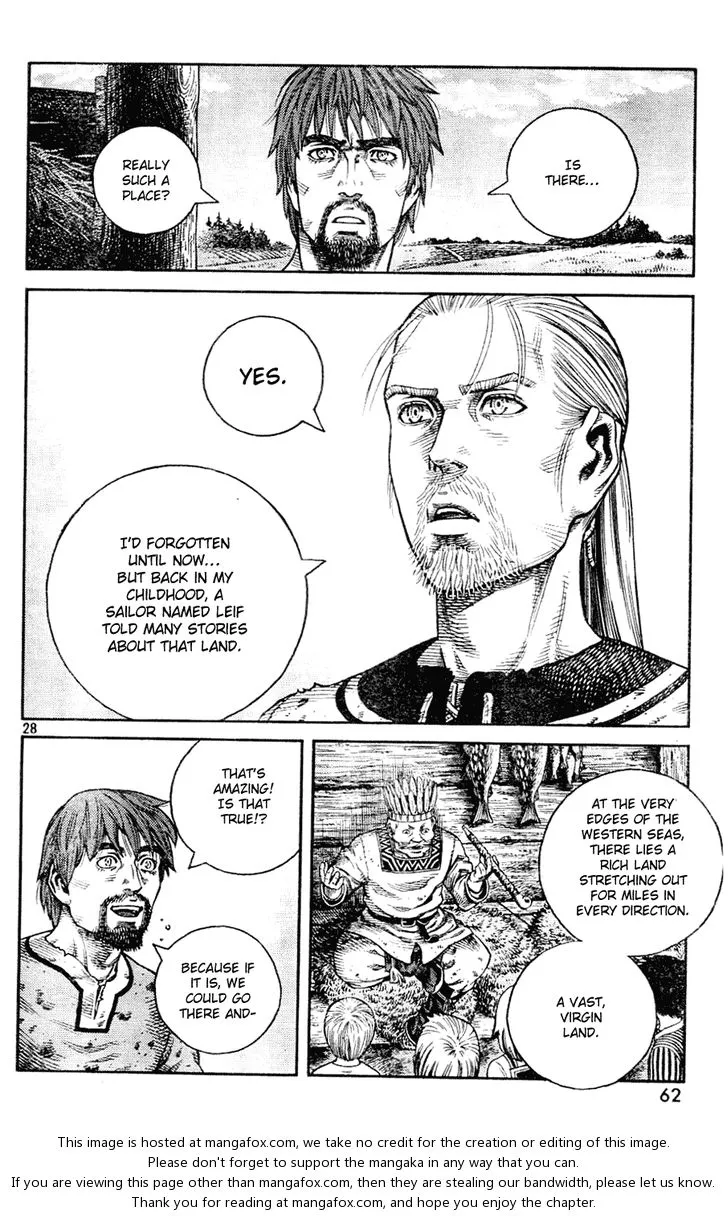 IS
THERE...
REALLY
SUCH A
PLACE?
YES.
I'D FORGOTTEN
UNTIL NOW...
BUT BACK IN MY
CHILDHOOD, A
SAILOR NAMED LEIF
TOLD MANY STORIES
ABOUT THAT LAND.
28
AT THE VERY
EDGES OF THE
WESTERN SEAS,
THERE LIES A
RICH LAND
STRETCHING OUT
FOR MILES IN
EVERY DIRECTION.
A VAST,
VIRGIN
LAND.
THAT'S
AMAZING!
IS THAT
TRUE!?
BECAUSE IF
IT IS, WE
COULD GO
THERE AND-
62
This image is hosted at mangafox.com, we take no credit for the creation or editing of this image.
Please don't forget to support the mangaka in any way that you can.
If you are viewing this page other than mangafox.com, then they are stealing our bandwidth, please let us know.
Thank you for reading at mangafox.com, and hope you enjoy the chapter.